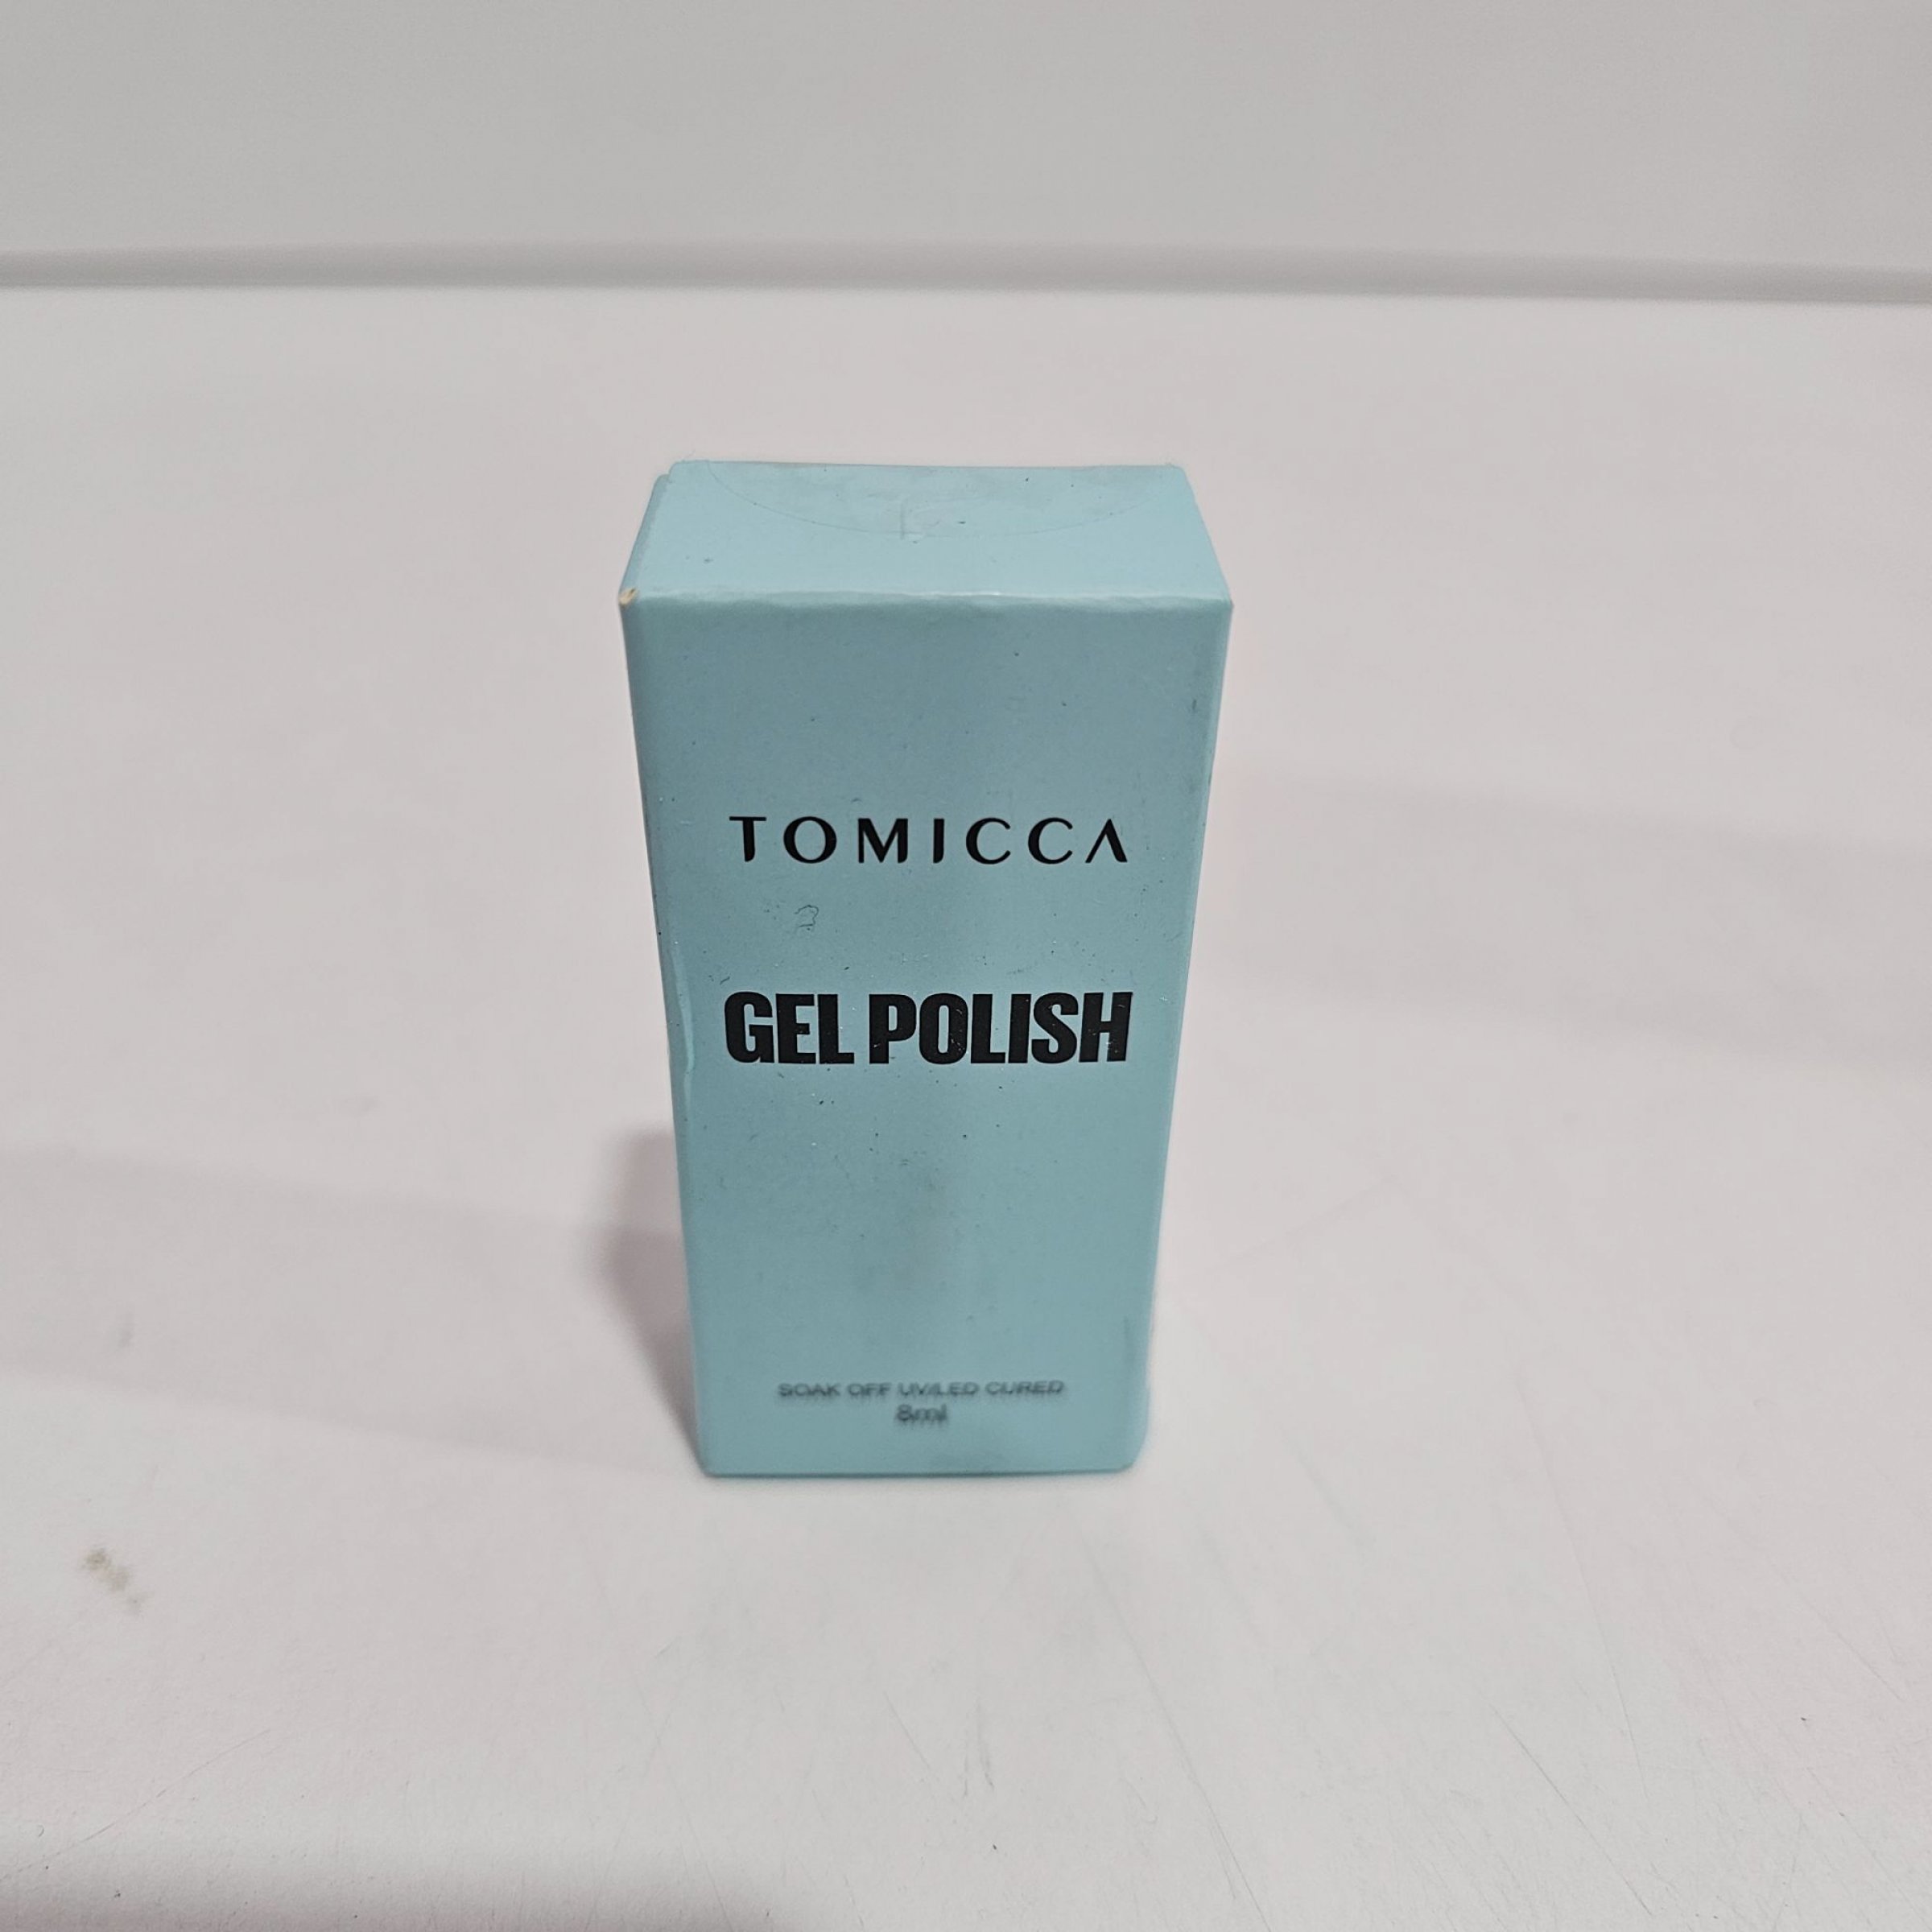 TOMICCA
GEL POLISH
SOAK OFF UV/LED CURED
8ml